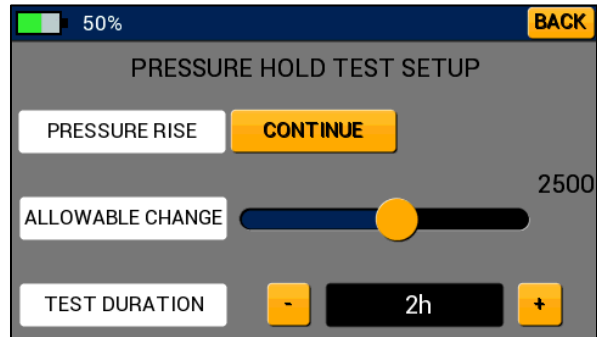 50% BACK
PRESSURE HOLD TEST SETUP
PRESSURE RISE CONTINUE
2500
ALLOWABLE CHANGE
TEST DURATION - 2h +